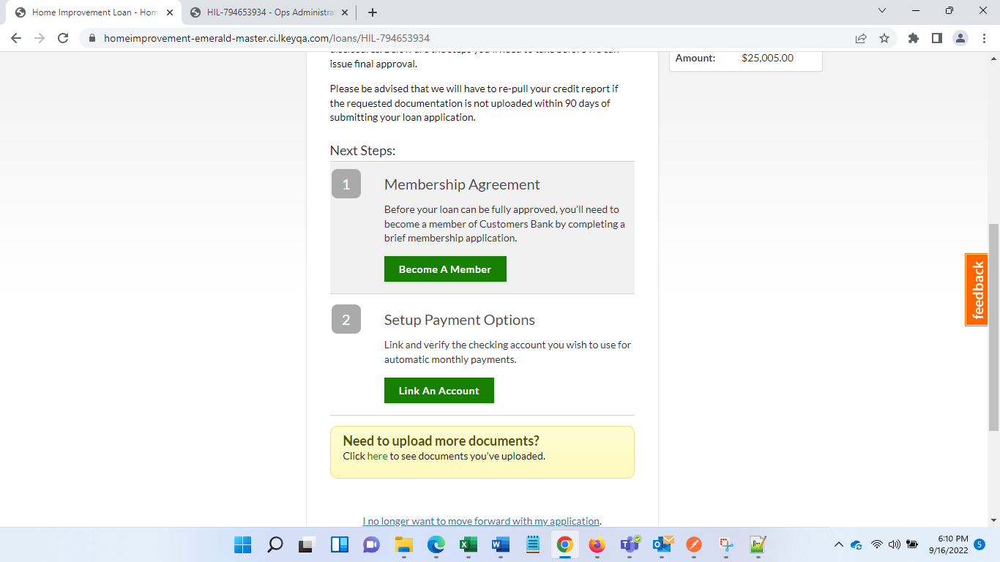 Home Improvement Loan - Hom
HIL-794653934 - Ops Administra
homeimprovement-emerald-master.ci.lkeyqa.com/loans/HIL-794653934
issue final approval.
Please be advised that we will have to re-pull your credit report if
the requested documentation is not uploaded within 90 days of
submitting your loan application.
Amount: $25,005.00
Next Steps:
1
Membership Agreement
Before your loan can be fully approved, you'll need to
become a member of Customers Bank by completing a
brief membership application.
Become A Member
2
Setup Payment Options
Link and verify the checking account you wish to use for
automatic monthly payments.
Link An Account
Need to upload more documents?
Click here to see documents you've uploaded.
I no longer want to move forward with my application.
feedback
6:10 PM
9/16/2022
5